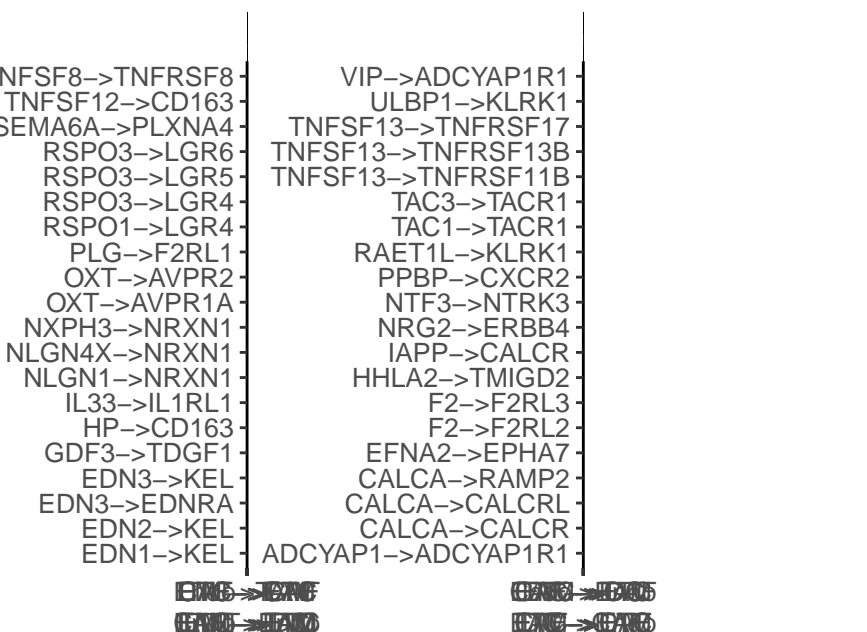 NFSF8–>TNFRSF8
TNFSF12–>CD163
SEMA6A–>PLXNA4
RSPO3–>LGR6
RSPO3–>LGR5
RSPO3–>LGR4
RSPO1–>LGR4
PLG–>F2RL1
OXT–>AVPR2
OXT–>AVPR1A
NXPH3–>NRXN1
NLGN4X–>NRXN1
NLGN1–>NRXN1
IL33–>IL1RL1
HP–>CD163
GDF3–>TDGF1
EDN3–>KEL
EDN3–>EDNRA
EDN2–>KEL
EDN1–>KEL
VIP–>ADCYAP1R1
ULBP1–>KLRK1
TNFSF13–>TNFRSF17
TNFSF13–>TNFRSF13B
TNFSF13–>TNFRSF11B
TAC3–>TACR1
TAC1–>TACR1
RAET1L–>KLRK1
PPBP–>CXCR2
NTF3–>NTRK3
NRG2–>ERBB4
IAPP–>CALCR
HHLA2–>TMIGD2
F2–>F2RL3
F2–>F2RL2
EFNA2–>EPHA7
CALCA–>RAMP2
CALCA–>CALCRL
CALCA–>CALCR
ADCYAP1–>ADCYAP1R1